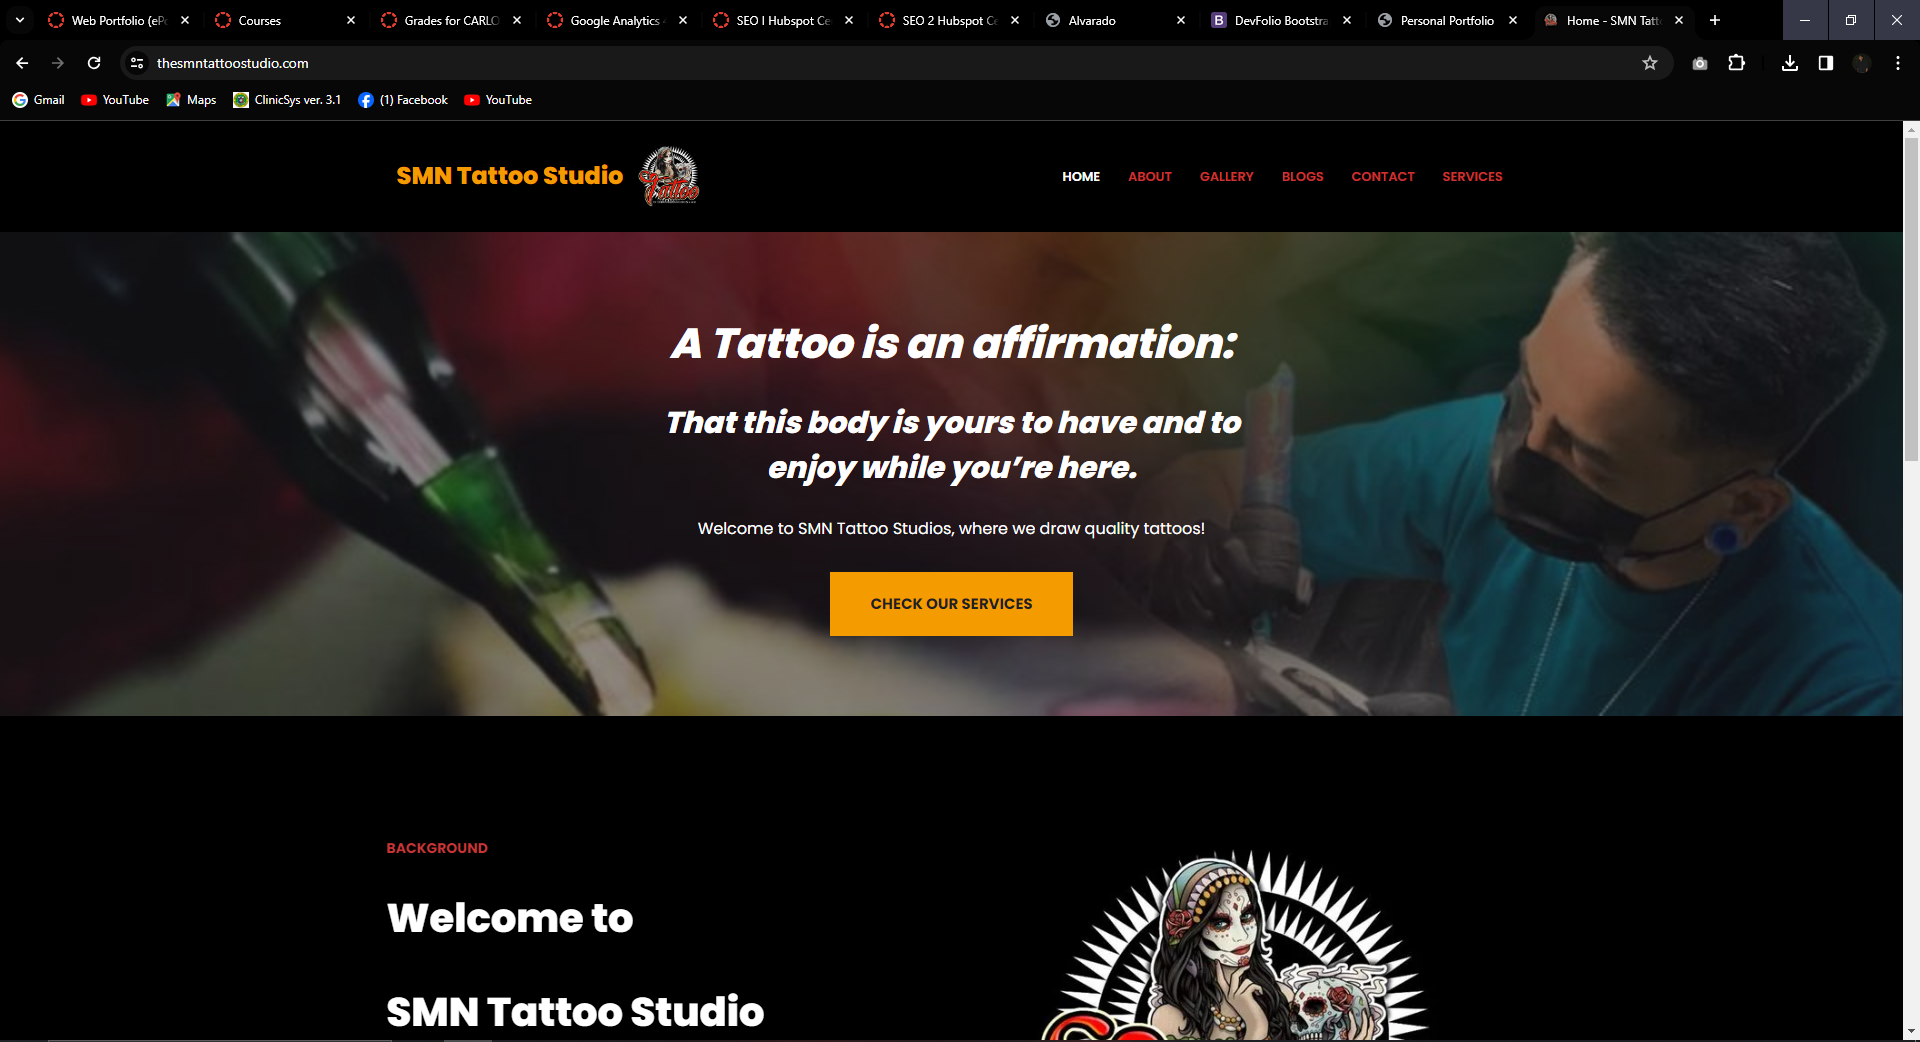 Web Portfolio (eP
Courses
Grades for CARLO
Google Analytics
SEO I Hubspot Ce
SEO 2 Hubspot Ce
Alvarado
DevFolio Bootstra
Personal Portfolio
Home - SMN Tatt
thesmntattoostudio.com
Gmail
YouTube
Maps
ClinicSys ver. 3.1
(1) Facebook
YouTube
SMN Tattoo Studio
Tattoo
HOME
ABOUT
GALLERY
BLOGS
CONTACT
SERVICES
A Tattoo is an affirmation:
That this body is yours to have and to
enjoy while you’re here.
Welcome to SMN Tattoo Studios, where we draw quality tattoos!
CHECK OUR SERVICES
BACKGROUND
Welcome to
SMN Tattoo Studio